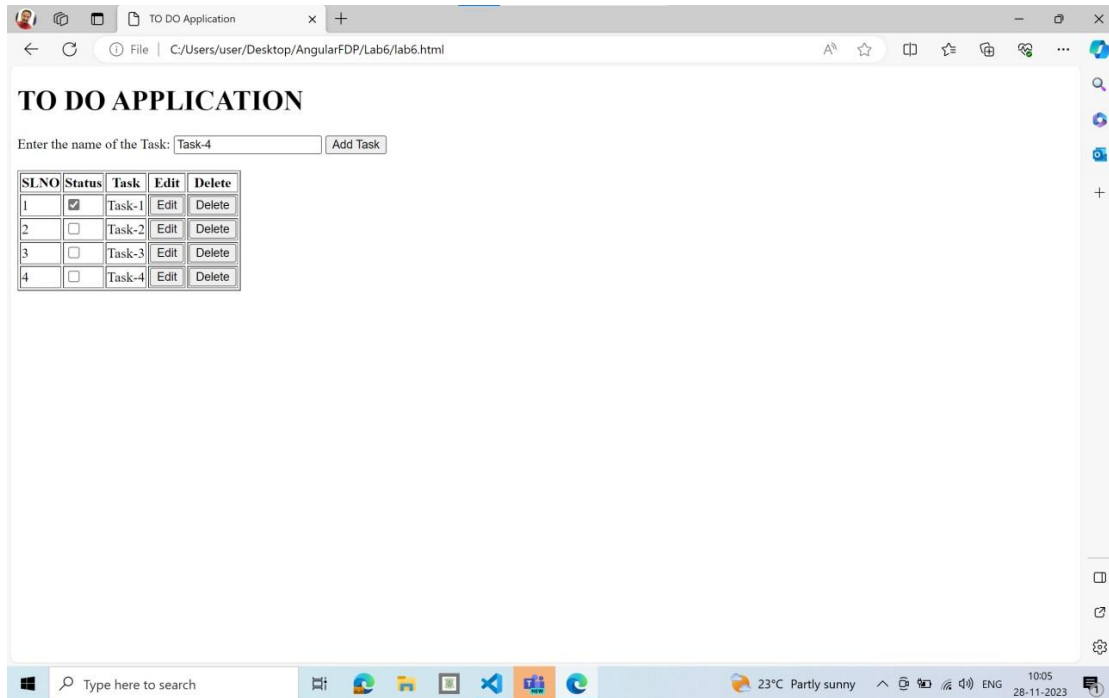 TO DO Application
File | C:/Users/user/Desktop/AngularFDP/Lab6/lab6.html
TO DO APPLICATION
Enter the name of the Task: Task-4 Add Task
SLNO Status Task Edit Delete
1 Task-1 Edit Delete
2 Task-2 Edit Delete
3 Task-3 Edit Delete
4 Task-4 Edit Delete
Type here to search
23°C Partly sunny ENG
10:05
28-11-2023